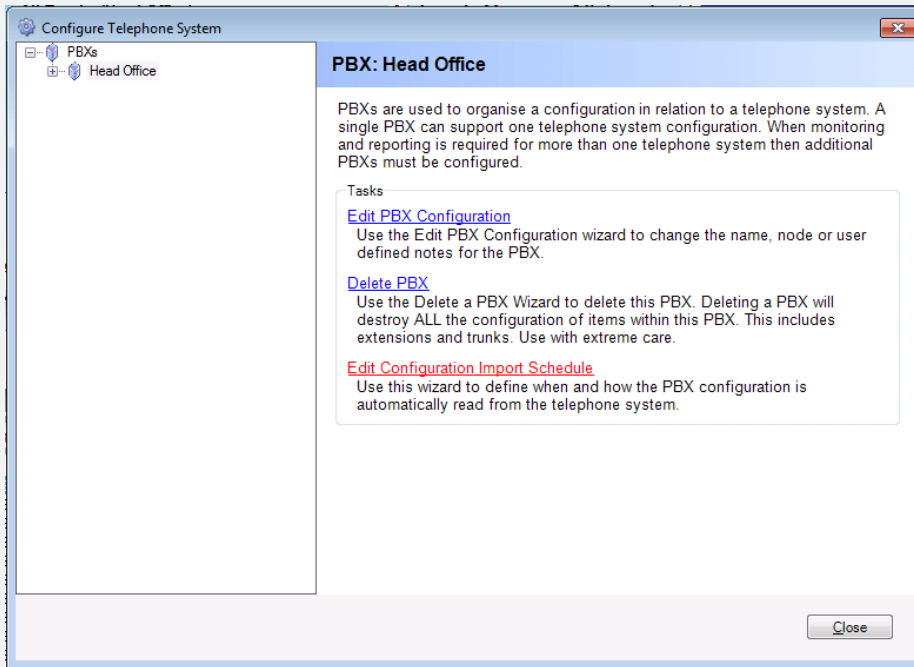 Configure Telephone System
PBXs
Head Office
PBX: Head Office
PBXs are used to organise a configuration in relation to a telephone system. A
single PBX can support one telephone system configuration. When monitoring
and reporting is required for more than one telephone system then additional
PBXs must be configured.
Tasks
Edit PBX Configuration
Use the Edit PBX Configuration wizard to change the name, node or user
defined notes for the PBX.
Delete PBX
Use the Delete a PBX Wizard to delete this PBX. Deleting a PBX will
destroy ALL the configuration of items within this PBX. This includes
extensions and trunks. Use with extreme care.
Edit Configuration Import Schedule
Use this wizard to define when and how the PBX configuration is
automatically read from the telephone system.
Close